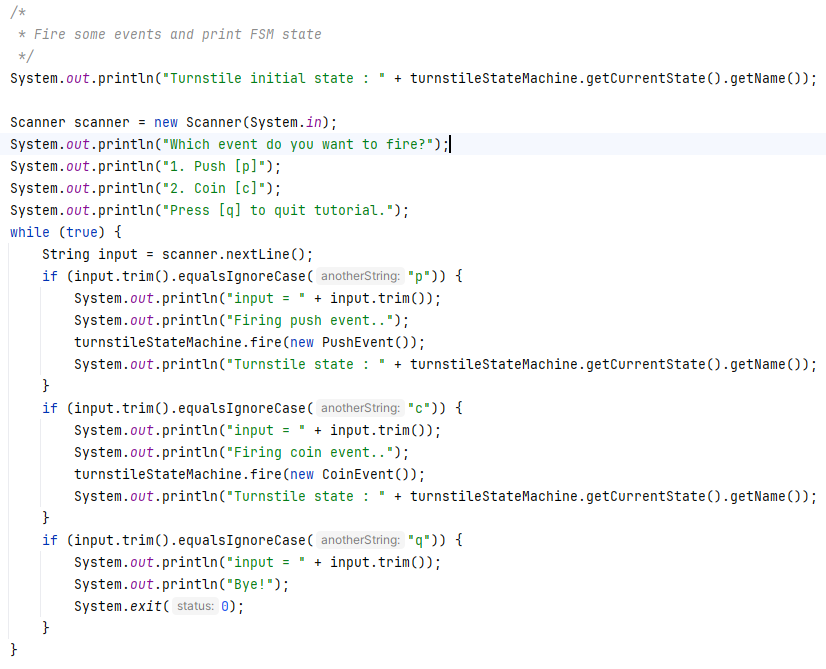 /*
 * Fire some events and print FSM state
 */
System.out.println("Turnstile initial state : " + turnstileStateMachine.getCurrentState().getName());

Scanner scanner = new Scanner(System.in);
System.out.println("Which event do you want to fire?");
System.out.println("1. Push [p]");
System.out.println("2. Coin [c]");
System.out.println("Press [q] to quit tutorial.");
while (true) {
    String input = scanner.nextLine();
    if (input.trim().equalsIgnoreCase( anotherString: "p")) {
        System.out.println("input = " + input.trim());
        System.out.println("Firing push event..");
        turnstileStateMachine.fire(new PushEvent());
        System.out.println("Turnstile state : " + turnstileStateMachine.getCurrentState().getName());
    }
    if (input.trim().equalsIgnoreCase( anotherString: "c")) {
        System.out.println("input = " + input.trim());
        System.out.println("Firing coin event..");
        turnstileStateMachine.fire(new CoinEvent());
        System.out.println("Turnstile state : " + turnstileStateMachine.getCurrentState().getName());
    }
    if (input.trim().equalsIgnoreCase( anotherString: "q")) {
        System.out.println("input = " + input.trim());
        System.out.println("Bye!");
        System.exit( status: 0);
    }
}